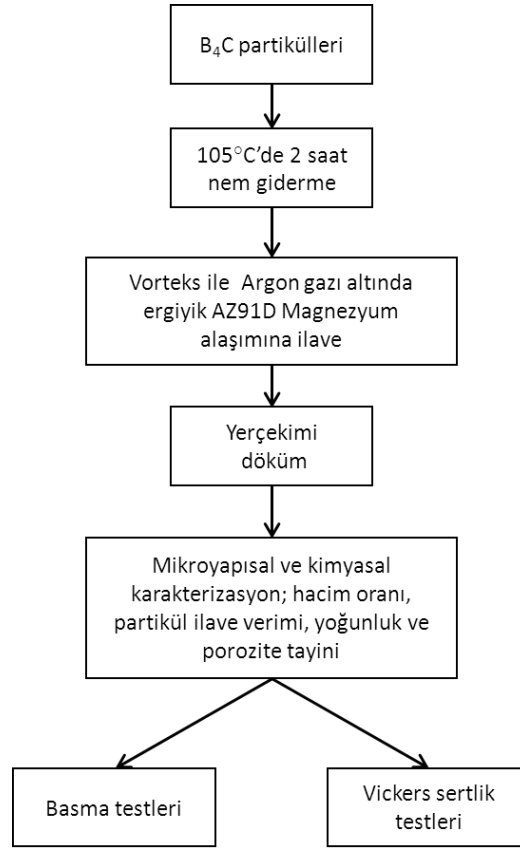 B₄C partikülleri
105°C’de 2 saat
nem giderme
Vorteks ile Argon gazı altında
ergiyik AZ91D Magnezyum
alaşımına ilave
Yerçekimi
döküm
Mikroyapısal ve kimyasal
karakterizasyon; hacim oranı,
partikül ilave verimi, yoğunluk ve
porozite tayini
Basma testleri
Vickers sertlik
testleri